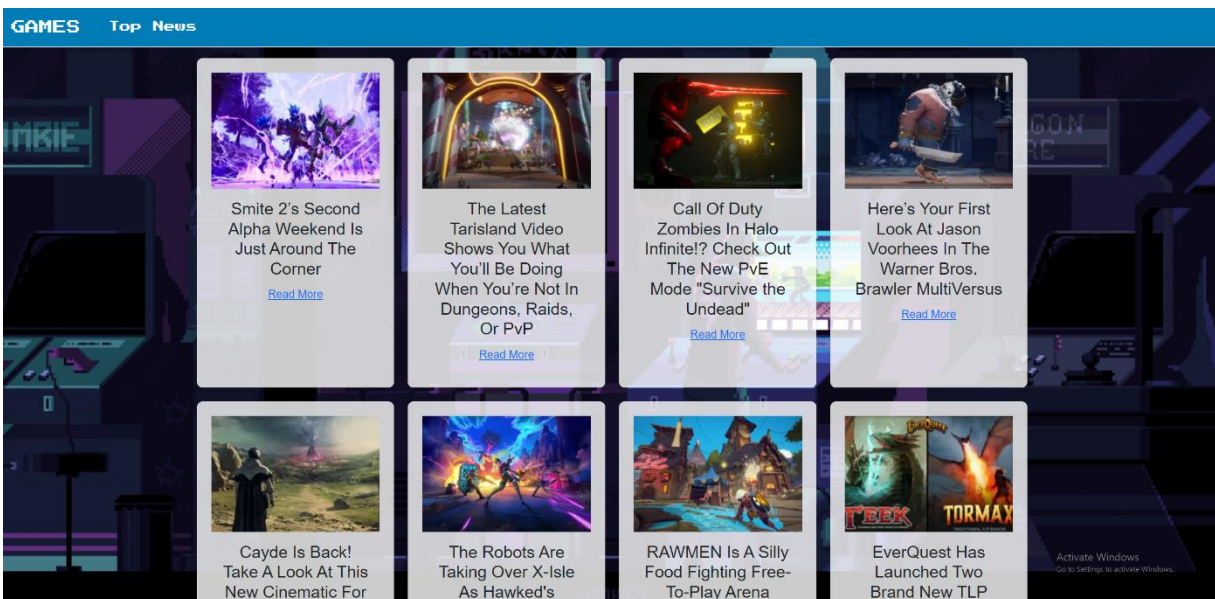 GAMES Top News
Smite 2’s Second
Alpha Weekend Is
Just Around The
Corner
Read More
The Latest
Tarisland Video
Shows You What
You’ll Be Doing
When You’re Not In
Dungeons, Raids,
Or PvP
Read More
Call Of Duty
Zombies In Halo
Infinite!? Check Out
The New PvE
Mode "Survive the
Undead"
Read More
Here’s Your First
Look At Jason
Voorhees In The
Warner Bros.
Brawler MultiVersus
Read More
Cayde Is Back!
Take A Look At This
New Cinematic For
The Robots Are
Taking Over X-Isle
As Hawked's
RAWMEN Is A Silly
Food Fighting Free-
To-Play Arena
EverQuest
TEEK
TORMAX
EverQuest Has
Launched Two
Brand New TLP
Activate Windows
Go to Settings to activate Windows.